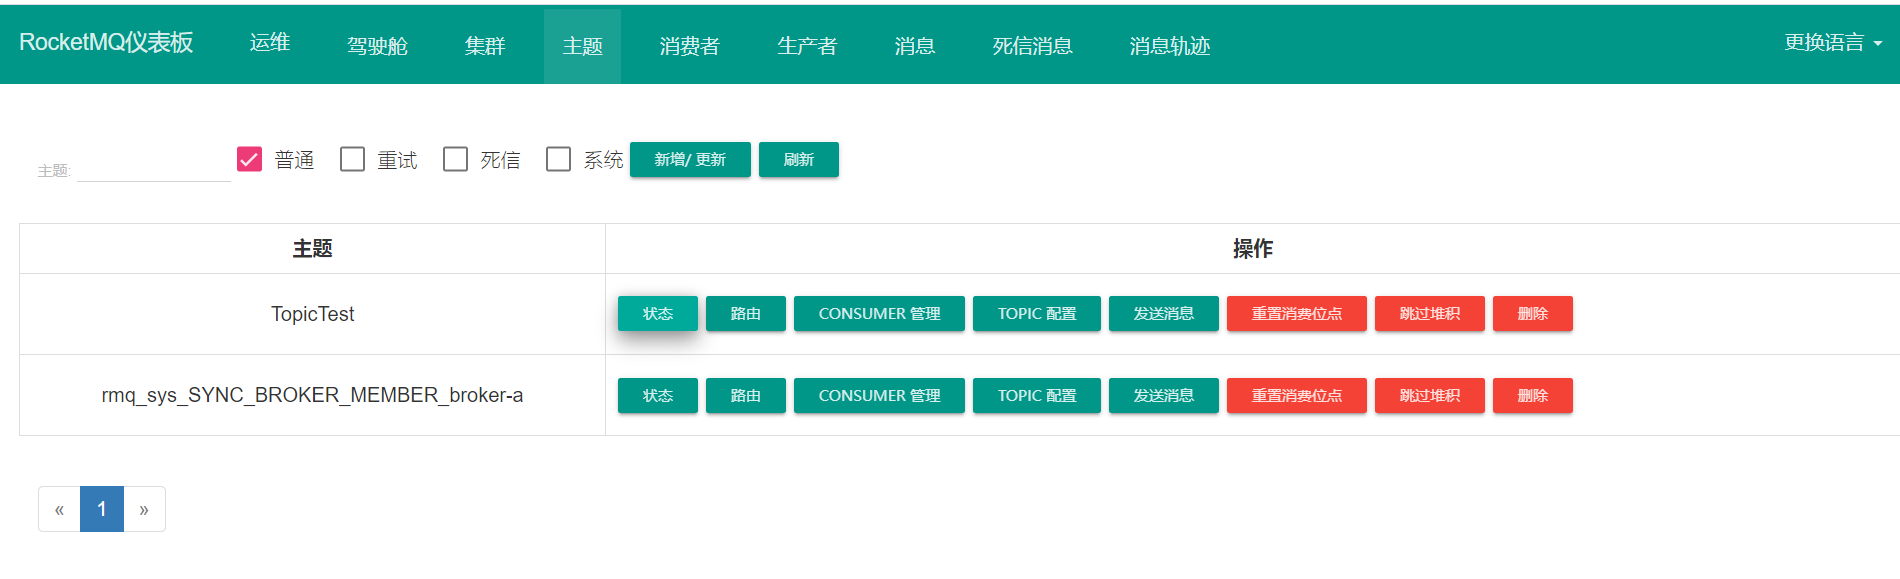 RocketMQ仪表板 运维 驾驶舱 集群 主题 消费者 生产者 消息 死信消息 消息轨迹 更换语言
主题: 普通 重试 死信 系统 新增/ 更新 刷新
主题 操作
TopicTest 状态 路由 CONSUMER 管理 TOPIC 配置 发送消息 重置消费位点 跳过堆积 删除
rmq_sys_SYNC_BROKER_MEMBER_broker-a 状态 路由 CONSUMER 管理 TOPIC 配置 发送消息 重置消费位点 跳过堆积 删除
« 1 »